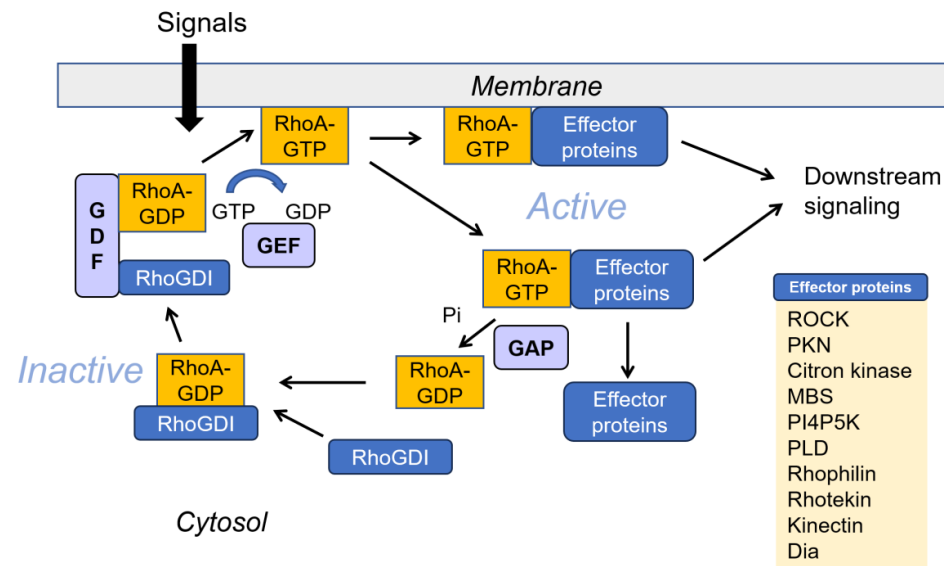 Signals
Membrane
RhoA-
GTP
RhoA-
GTP
Effector
proteins
G
D
F
RhoA-
GDP
GTP
GDP
GEF
RhoGDI
Active
Downstream
signaling
RhoA-
GTP
Effector
proteins
Pi
GAP
Inactive
RhoA-
GDP
RhoGDI
RhoA-
GDP
Effector
proteins
RhoGDI
Cytosol
Effector proteins
ROCK
PKN
Citron kinase
MBS
PI4P5K
PLD
Rhophilin
Rhotekin
Kinectin
Dia